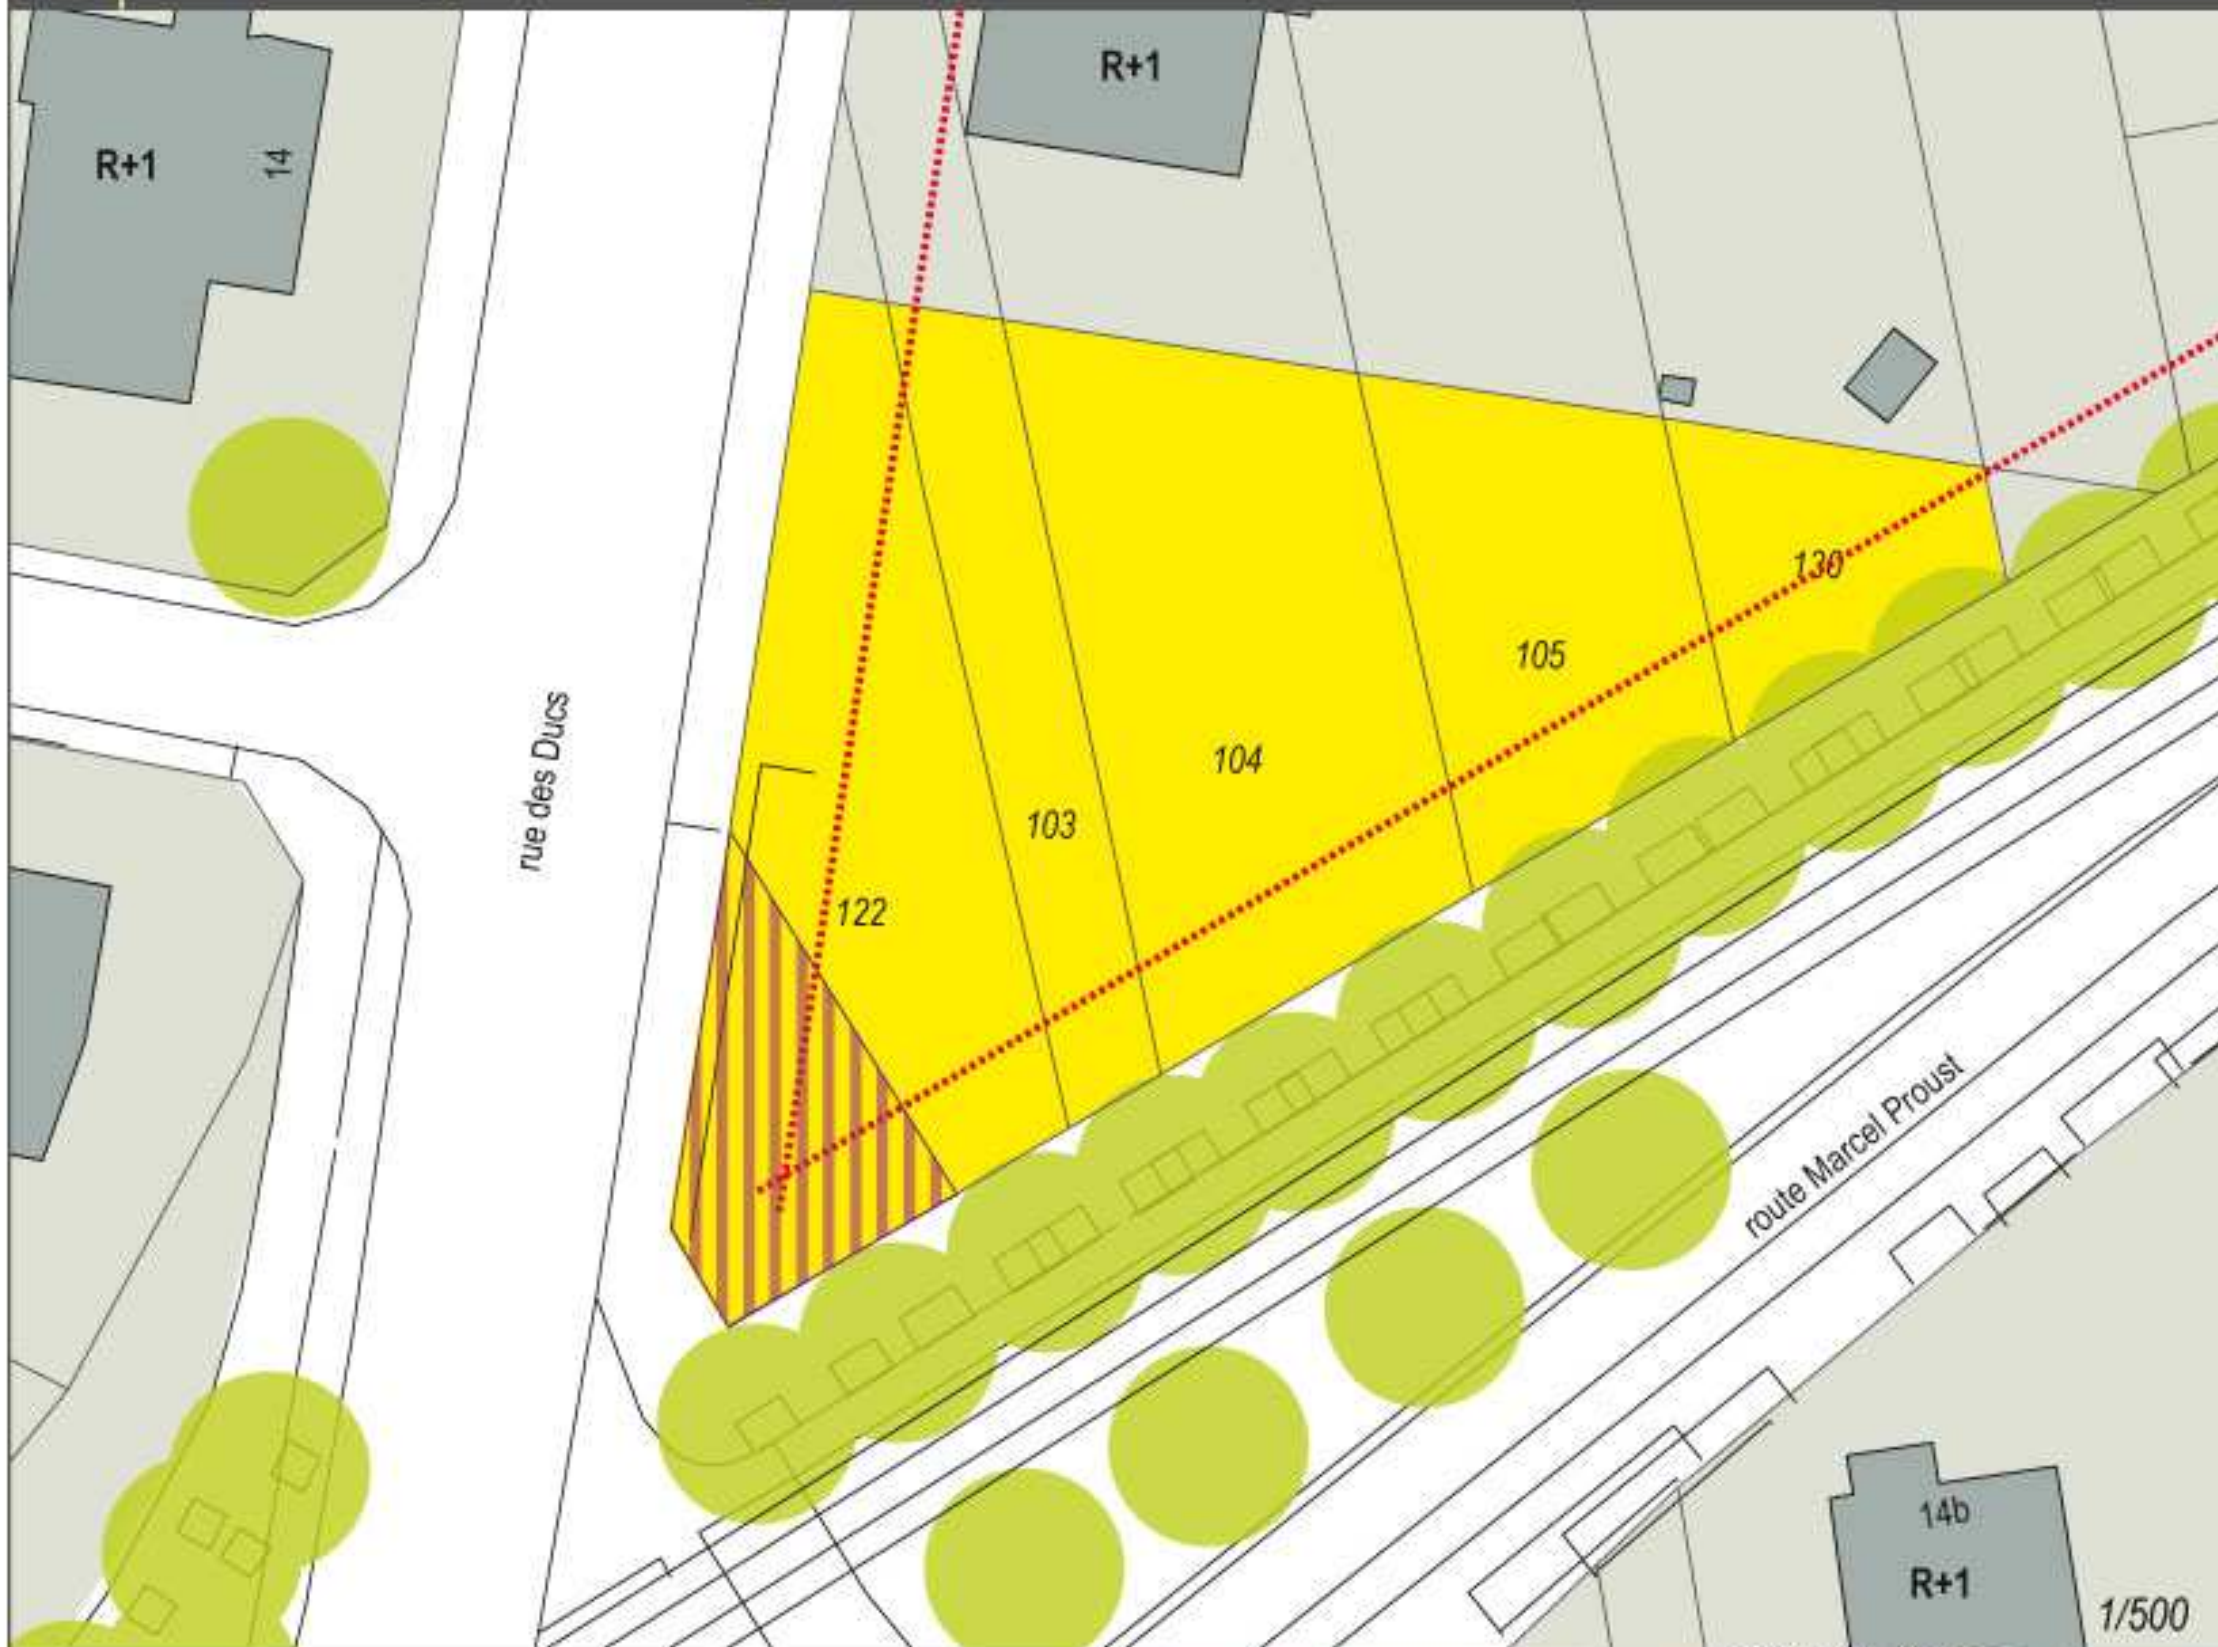 R+1
R+1
14
130
105
rue des Ducs
104
103
122
route Marcel Proust
14b
R+1
1/500